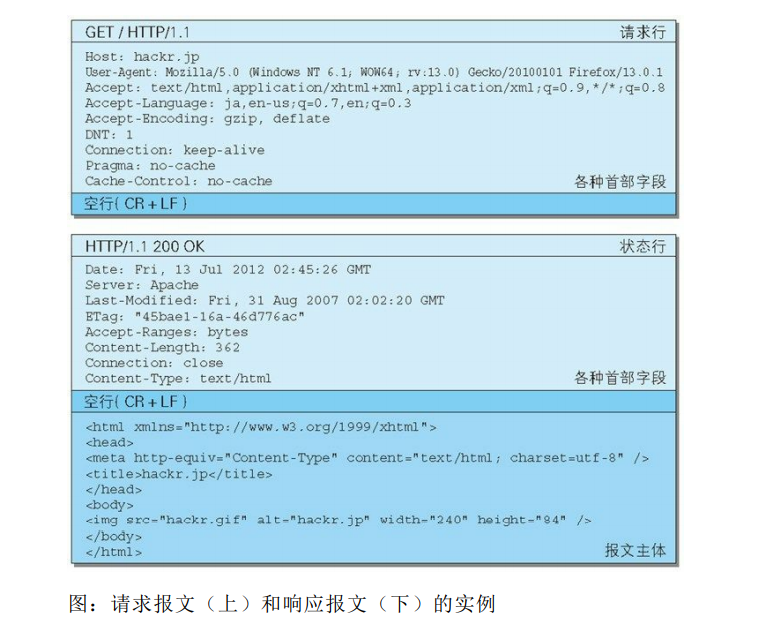 GET / HTTP/1.1 请求行
Host: hackr.jp
User-Agent: Mozilla/5.0 (Windows NT 6.1; WOW64; rv:13.0) Gecko/20100101 Firefox/13.0.1
Accept: text/html,application/xhtml+xml,application/xml;q=0.9,*/*;q=0.8
Accept-Language: ja,en-us;q=0.7,en;q=0.3
Accept-Encoding: gzip, deflate
DNT: 1
Connection: keep-alive
Pragma: no-cache
Cache-Control: no-cache 各种首部字段
空行( CR + LF )
HTTP/1.1 200 OK 状态行
Date: Fri, 13 Jul 2012 02:45:26 GMT
Server: Apache
Last-Modified: Fri, 31 Aug 2007 02:02:20 GMT
ETag: "45bae1-16a-46d776ac"
Accept-Ranges: bytes
Content-Length: 362
Connection: close
Content-Type: text/html 各种首部字段
空行( CR + LF )
<html xmlns="http://www.w3.org/1999/xhtml">
<head>
<meta http-equiv="Content-Type" content="text/html; charset=utf-8" />
<title>hackr.jp</title>
</head>
<body>
<img src="hackr.gif" alt="hackr.jp" width="240" height="84" />
</body>
</html> 报文主体
图：请求报文（上）和响应报文（下）的实例